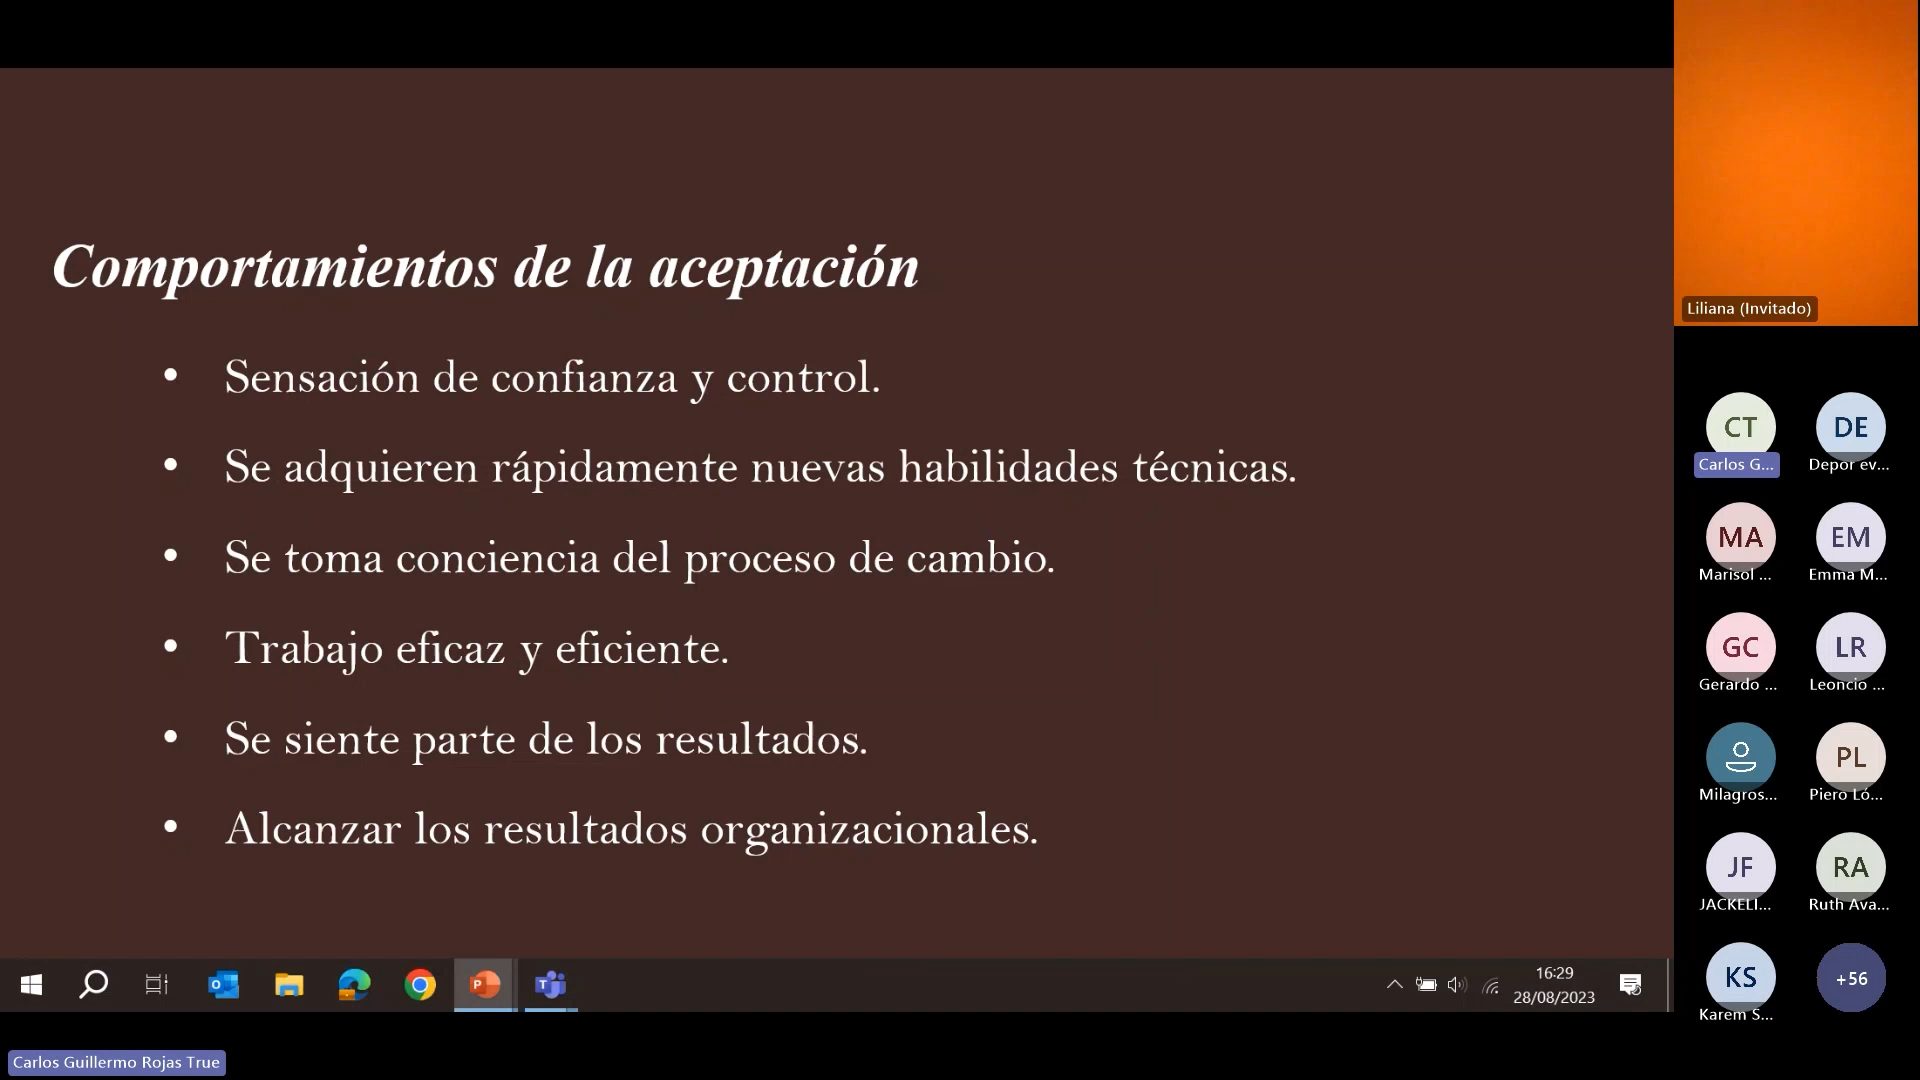 Comportamientos de la aceptación
• Sensación de confianza y control.
• Se adquieren rápidamente nuevas habilidades técnicas.
• Se toma conciencia del proceso de cambio.
• Trabajo eficaz y eficiente.
• Se siente parte de los resultados.
• Alcanzar los resultados organizacionales.
16:29
28/08/2023
Carlos Guillermo Rojas True
Liliana (Invitado)
CT DE
Carlos G... Depor ev...
MA EM
Marisol ... Emma M...
GC LR
Gerardo ... Leoncio ...
PL
Milagros... Piero Ló...
JF RA
JACKELI... Ruth Ava...
KS +56
Karem S...